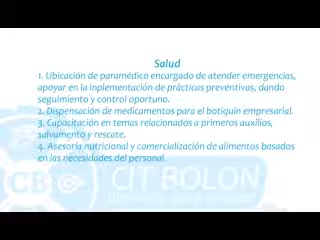 Salud
1. Ubicación de paramédico encargado de atender emergencias,
apoyar en la inplementación de prácticas preventivas, dando
seguimiento y control oportuno.
2. Dispensación de medicamentos para el botiquín empresarial.
3. Capacitación en temas relacionados a primeros auxilios,
salvamento y rescate.
4. Asesoría nutricional y comercialización de alimentos basados
en las necesidades del personal.
CIT BOLON